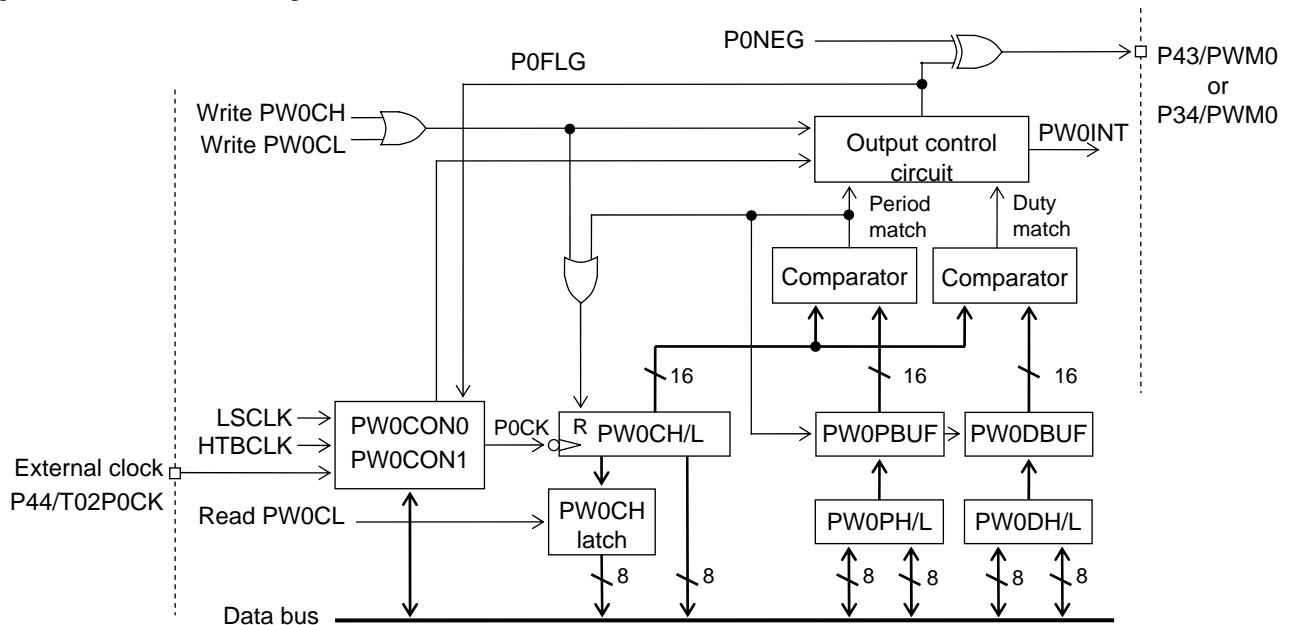 P0NEG
P0FLG
P43/PWM0
or
P34/PWM0
Write PW0CH
Write PW0CL
Output control
circuit
PW0INT
Period
match
Duty
match
Comparator
Comparator
16
16
16
LSCLK
HTBCLK
PW0CON0
PW0CON1
P0CK
R
PW0CH/L
PW0PBUF
PW0DBUF
External clock
P44/T02P0CK
Read PW0CL
PW0CH
latch
PW0PH/L
PW0DH/L
8
8
8
8
8
8
Data bus